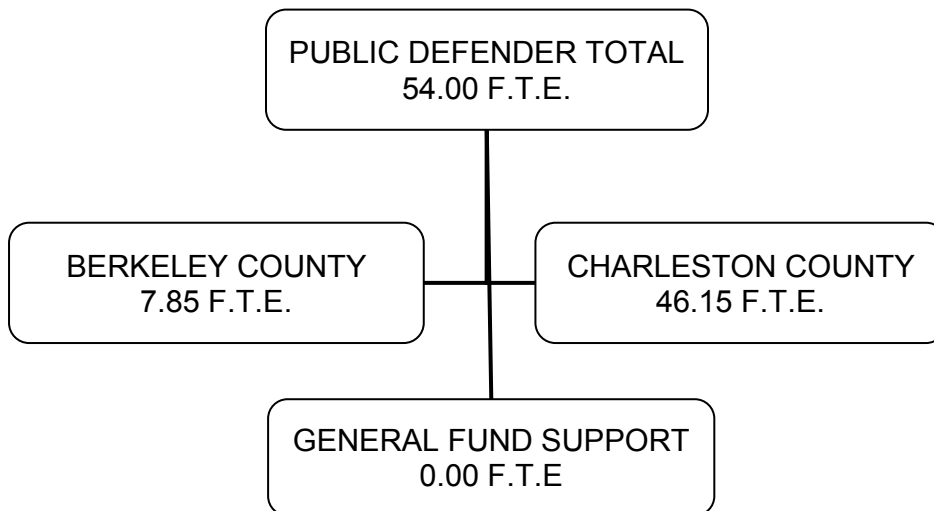 PUBLIC DEFENDER TOTAL
54.00 F.T.E.
BERKELEY COUNTY
7.85 F.T.E.
CHARLESTON COUNTY
46.15 F.T.E.
GENERAL FUND SUPPORT
0.00 F.T.E